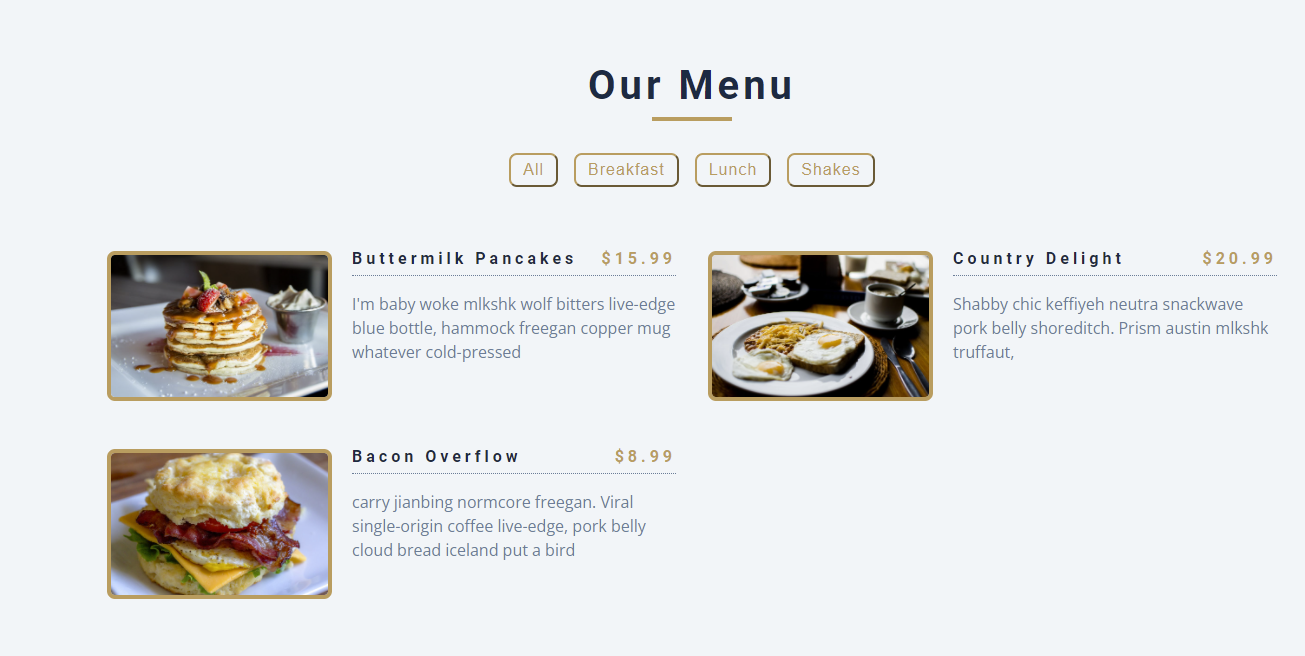 Our Menu
All Breakfast Lunch Shakes
Buttermilk Pancakes $15.99
I'm baby woke mlkshk wolf bitters live-edge
blue bottle, hammock freegan copper mug
whatever cold-pressed
Country Delight $20.99
Shabby chic keffiyeh neutra snackwave
pork belly shoreditch. Prism austin mlkshk
truffaut,
Bacon Overflow $8.99
carry jianbing normcore freegan. Viral
single-origin coffee live-edge, pork belly
cloud bread iceland put a bird